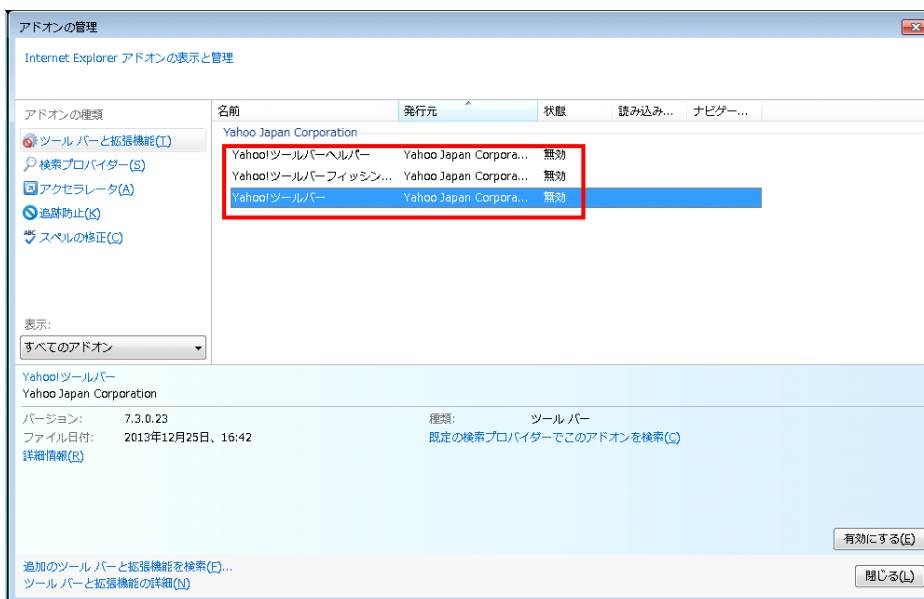 アドオンの管理
Internet Explorer アドオンの表示と管理
アドオンの種類
ツール バーと拡張機能(T)
検索プロバイダー(S)
アクセラレータ(A)
追跡防止(K)
ABC スペルの修正(C)
表示:
すべてのアドオン
名前 発行元 状態 読み込み... ナビゲー...
Yahoo Japan Corporation
Yahoo!ツールバーヘルパー Yahoo Japan Corpora... 無効
Yahoo!ツールバーフィッシン... Yahoo Japan Corpora... 無効
Yahoo!ツールバー Yahoo Japan Corpora... 無効
Yahoo!ツールバー
Yahoo Japan Corporation
バージョン: 7.3.0.23 種類: ツール バー
ファイル日付: 2013年12月25日、16:42 既定の検索プロバイダーでこのアドオンを検索(C)
詳細情報(R)
有効にする(E)
追加のツール バーと拡張機能を検索(F)...
ツール バーと拡張機能の詳細(N)
閉じる(L)